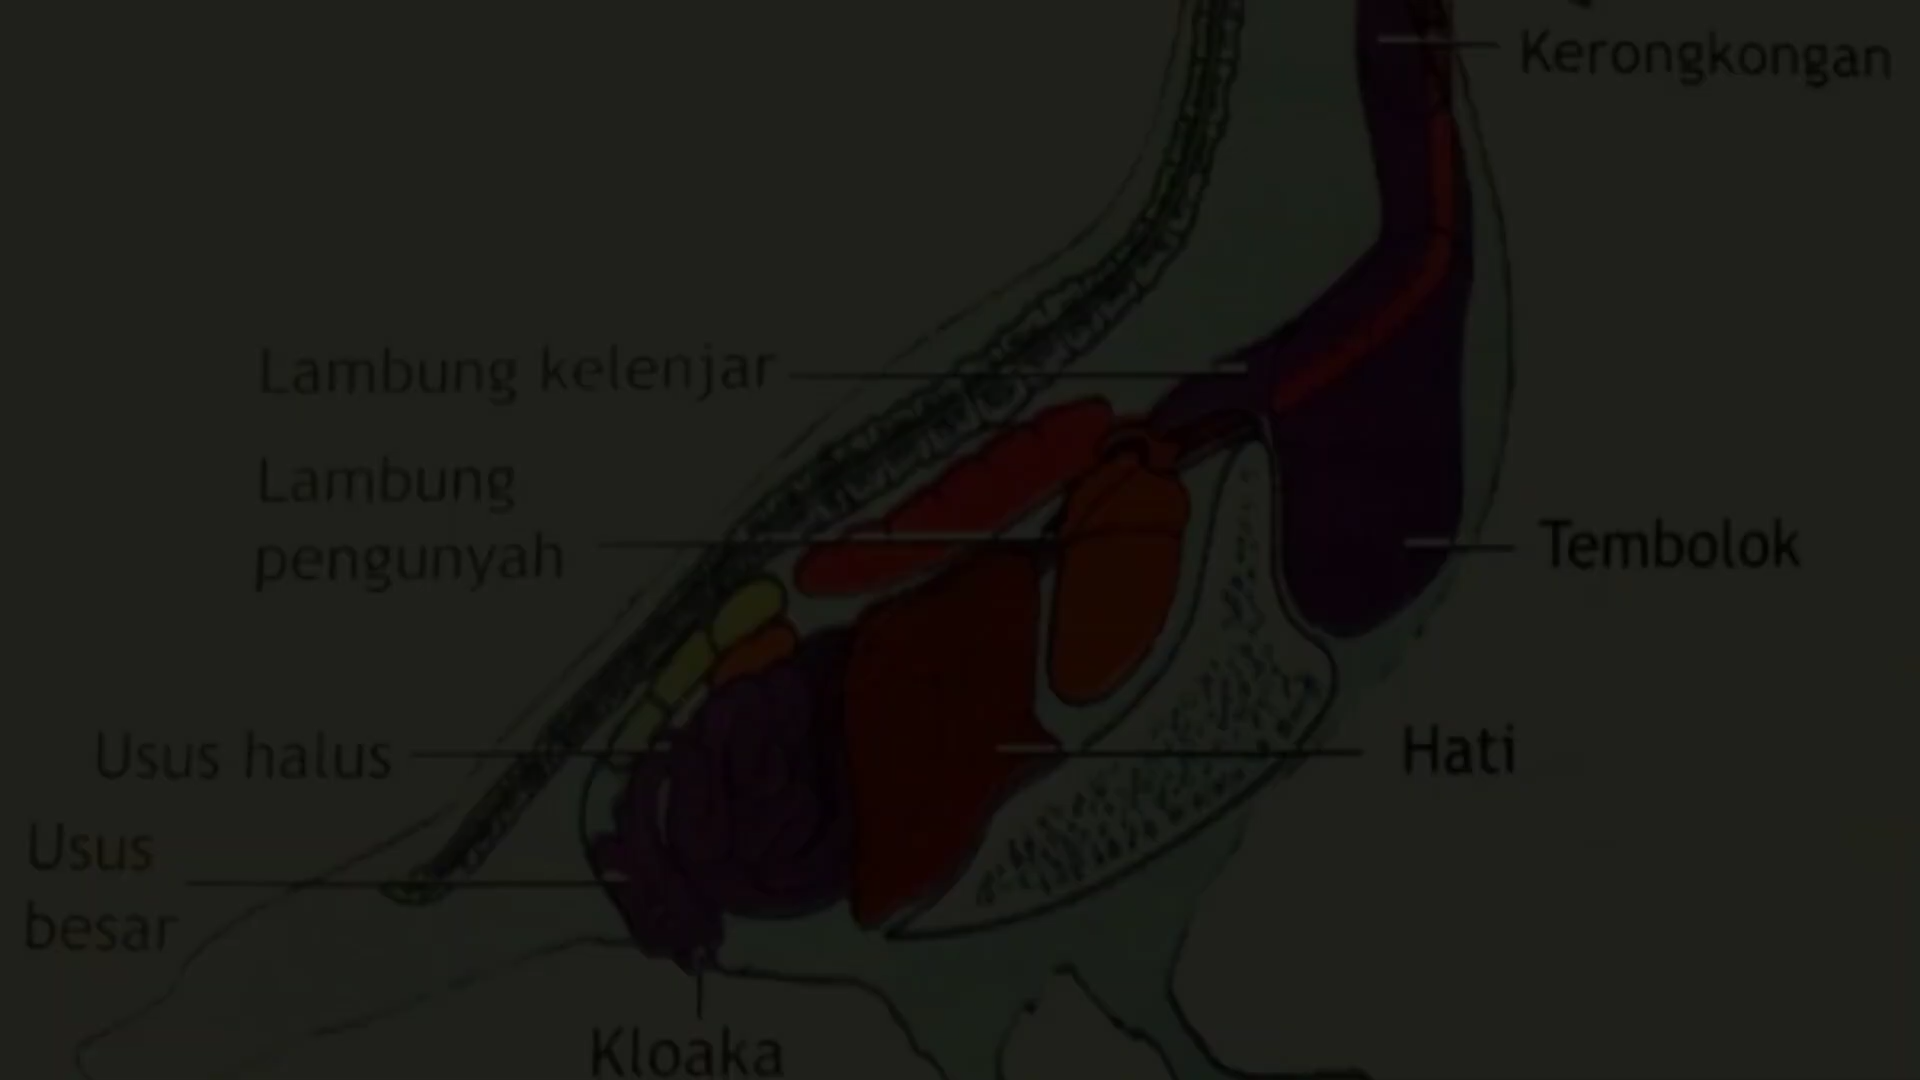 Kerongkongan
Lambung kelenjar
Lambung
pengunyah
Tembolok
Usus halus
Hati
Usus
besar
Kloaka